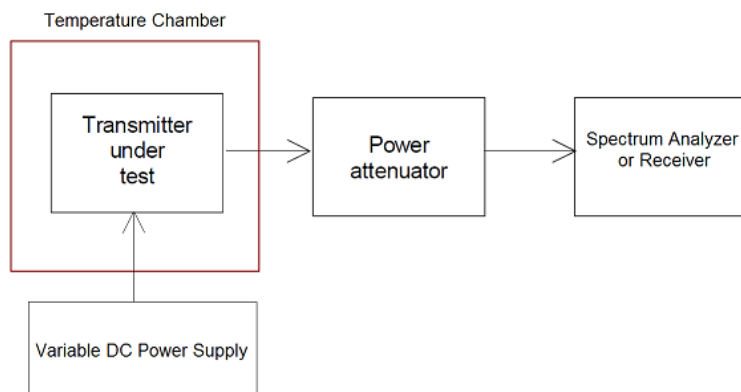 Temperature Chamber
Transmitter
under
test
Power
attenuator
Spectrum Analyzer
or Receiver
Variable DC Power Supply